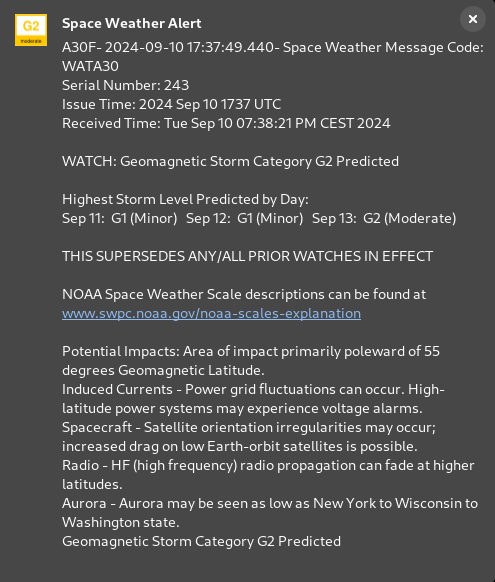 G2
moderate
Space Weather Alert
A30F- 2024-09-10 17:37:49.440- Space Weather Message Code:
WATA30
Serial Number: 243
Issue Time: 2024 Sep 10 1737 UTC
Received Time: Tue Sep 10 07:38:21 PM CEST 2024
WATCH: Geomagnetic Storm Category G2 Predicted
Highest Storm Level Predicted by Day:
Sep 11:  G1 (Minor)   Sep 12:  G1 (Minor)   Sep 13:  G2 (Moderate)
THIS SUPERSEDES ANY/ALL PRIOR WATCHES IN EFFECT
NOAA Space Weather Scale descriptions can be found at
www.swpc.noaa.gov/noaa-scales-explanation
Potential Impacts: Area of impact primarily poleward of 55
degrees Geomagnetic Latitude.
Induced Currents - Power grid fluctuations can occur. High-
latitude power systems may experience voltage alarms.
Spacecraft - Satellite orientation irregularities may occur;
increased drag on low Earth-orbit satellites is possible.
Radio - HF (high frequency) radio propagation can fade at higher
latitudes.
Aurora - Aurora may be seen as low as New York to Wisconsin to
Washington state.
Geomagnetic Storm Category G2 Predicted